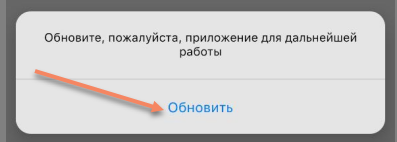 Обновите, пожалуйста, приложение для дальнейшей
работы
Обновить